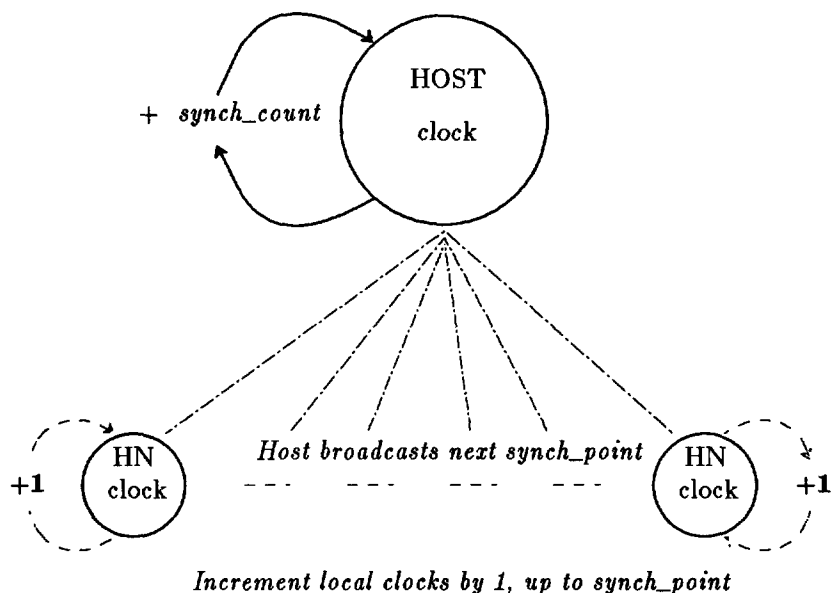 HOST
+ synch_count
clock
Host broadcasts next synch_point
HN
clock
+1
HN
clock
+1
Increment local clocks by 1, up to synch_point